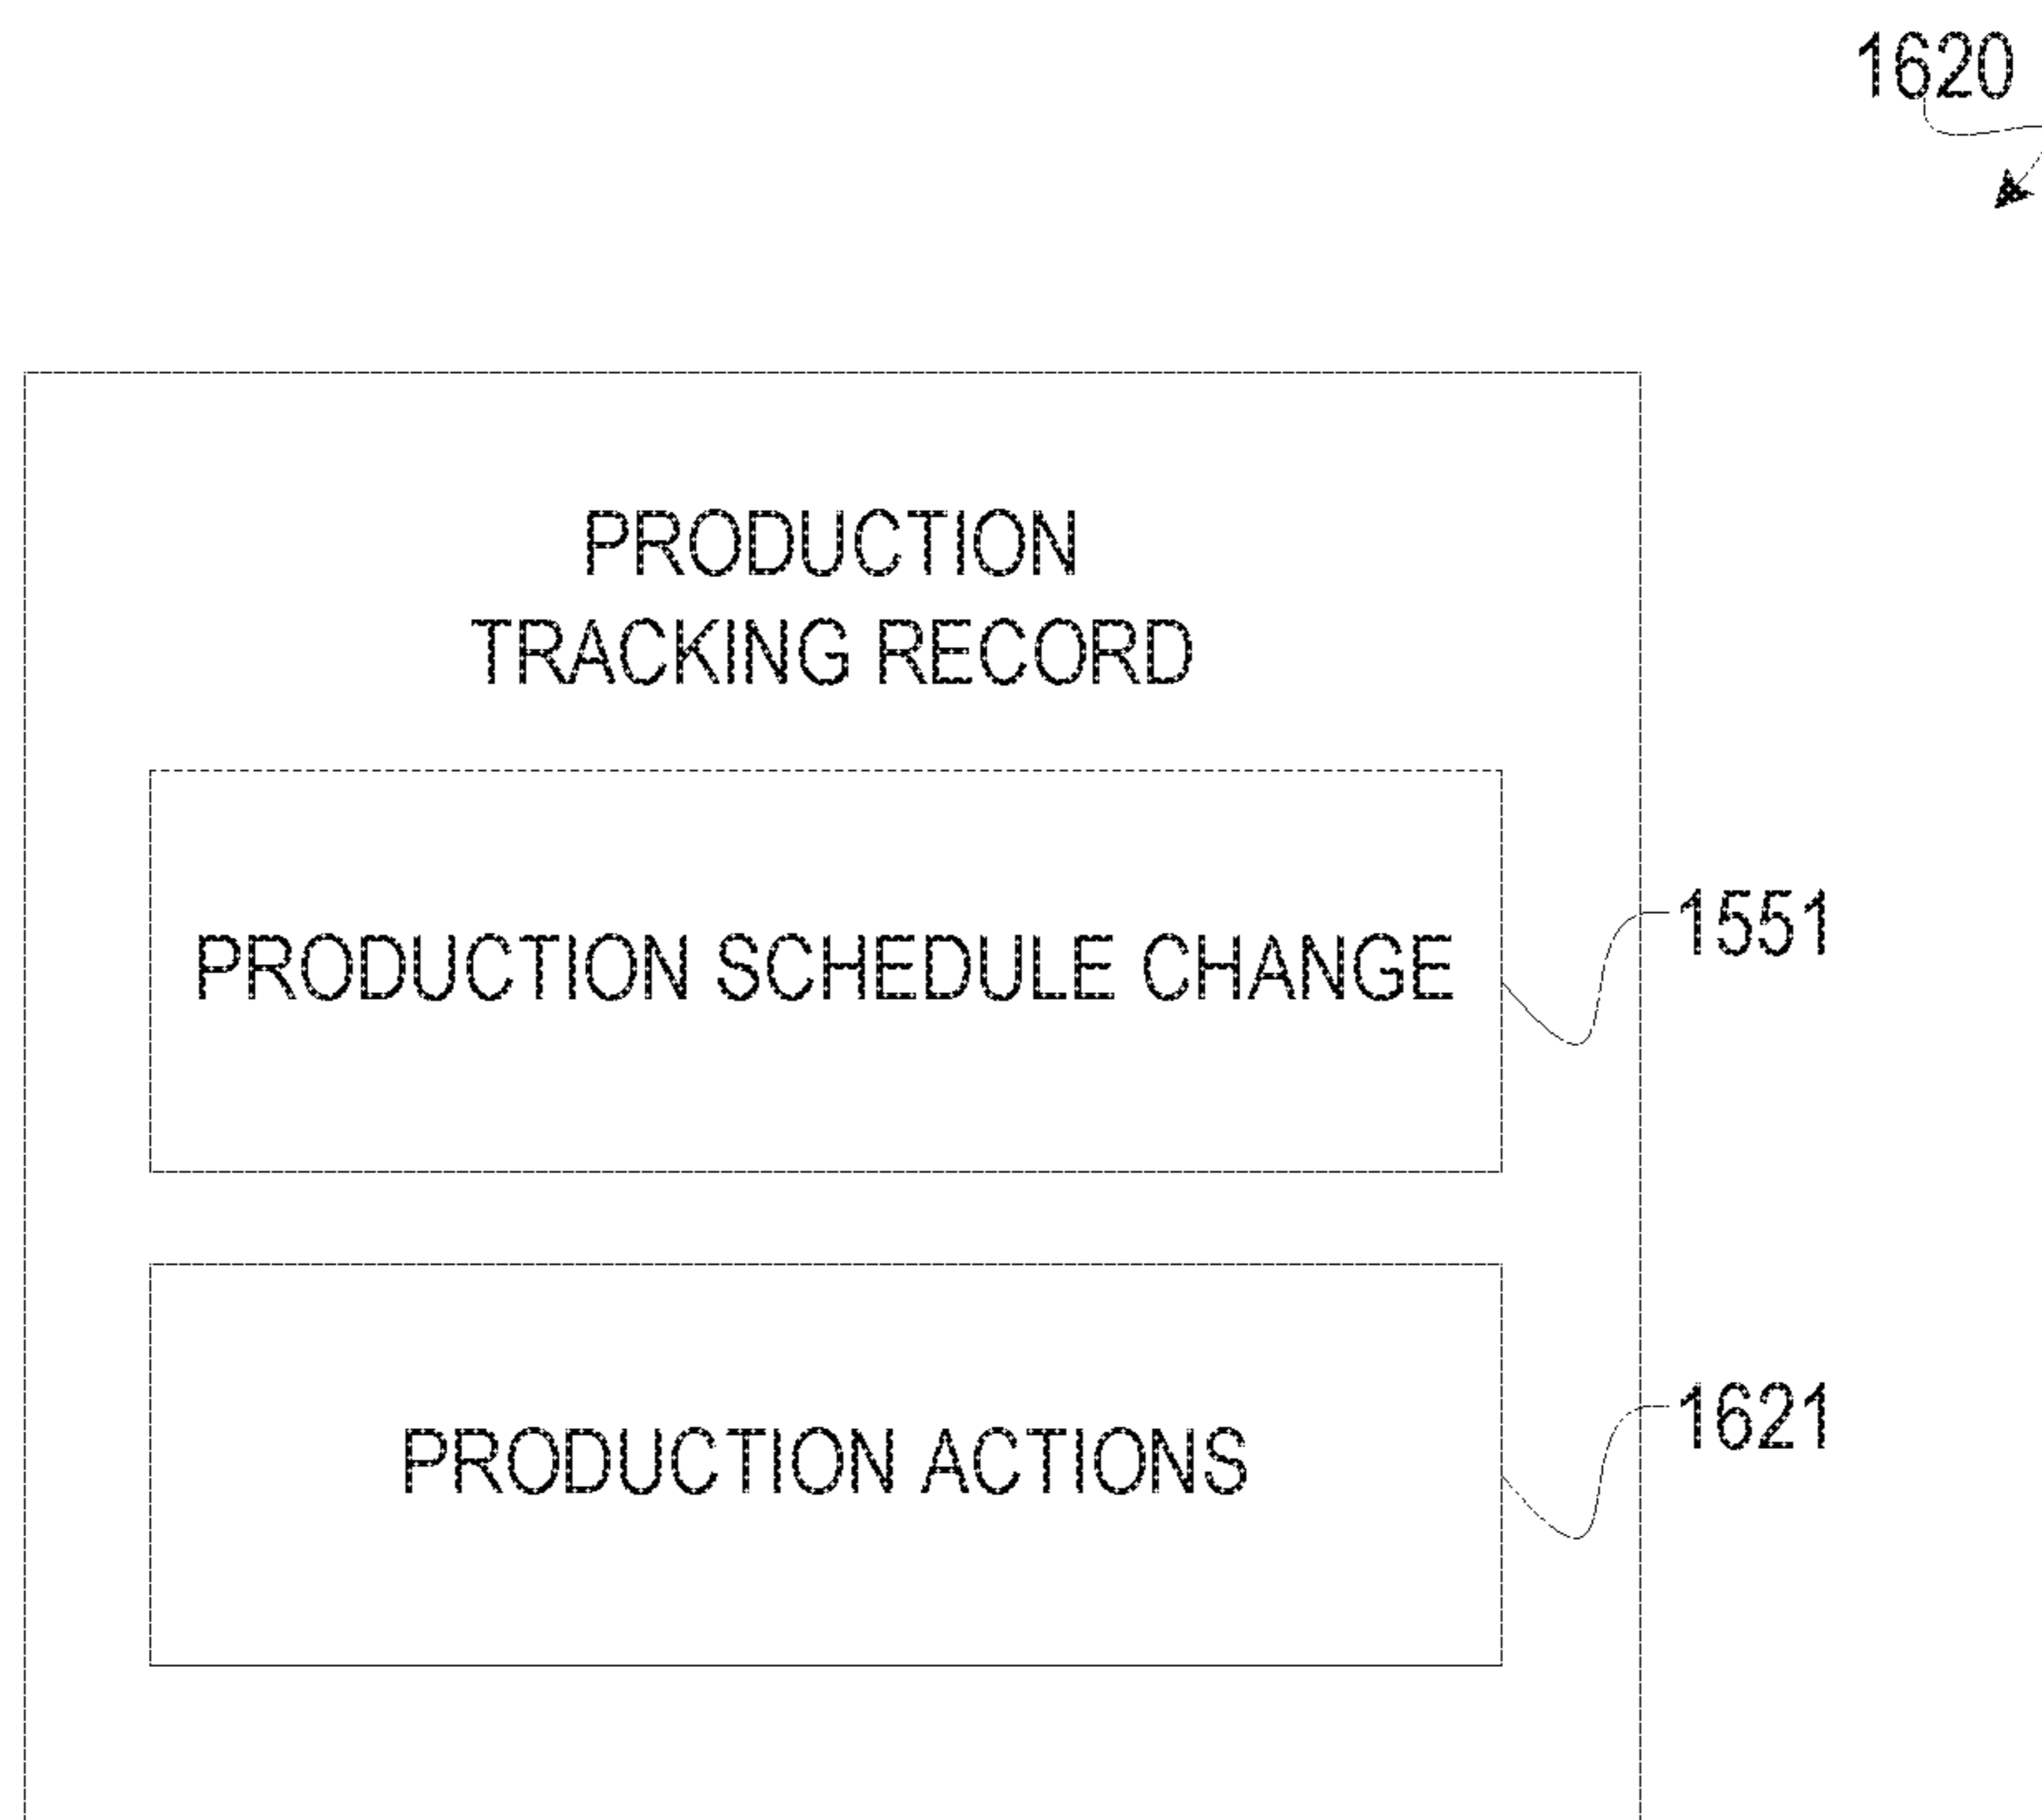 1620
PRODUCTION
TRACKING RECORD
PRODUCTION SCHEDULE CHANGE
1551
PRODUCTION ACTIONS
1621